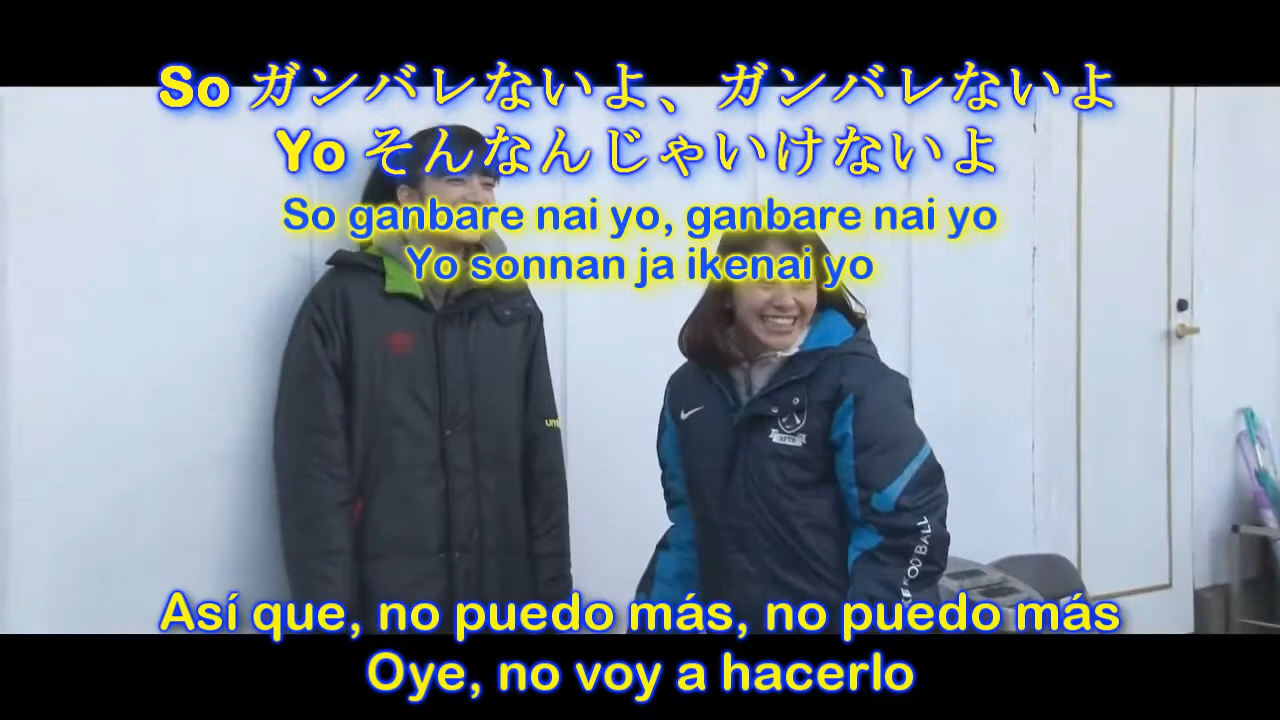 So ガンバレないよ、ガンバレないよ
Yo そんなんじゃいけないよ
So ganbare nai yo, ganbare nai yo
Yo sonnan ja ikenai yo
Así que, no puedo más, no puedo más
Oye, no voy a hacerlo